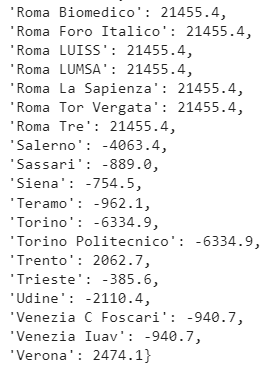 'Roma Biomedico': 21455.4,
'Roma Foro Italico': 21455.4,
'Roma LUISS': 21455.4,
'Roma LUMSA': 21455.4,
'Roma La Sapienza': 21455.4,
'Roma Tor Vergata': 21455.4,
'Roma Tre': 21455.4,
'Salerno': -4063.4,
'Sassari': -889.0,
'Siena': -754.5,
'Teramo': -962.1,
'Torino': -6334.9,
'Torino Politecnico': -6334.9,
'Trento': 2062.7,
'Trieste': -385.6,
'Udine': -2110.4,
'Venezia C Foscari': -940.7,
'Venezia Iuav': -940.7,
'Verona': 2474.1}